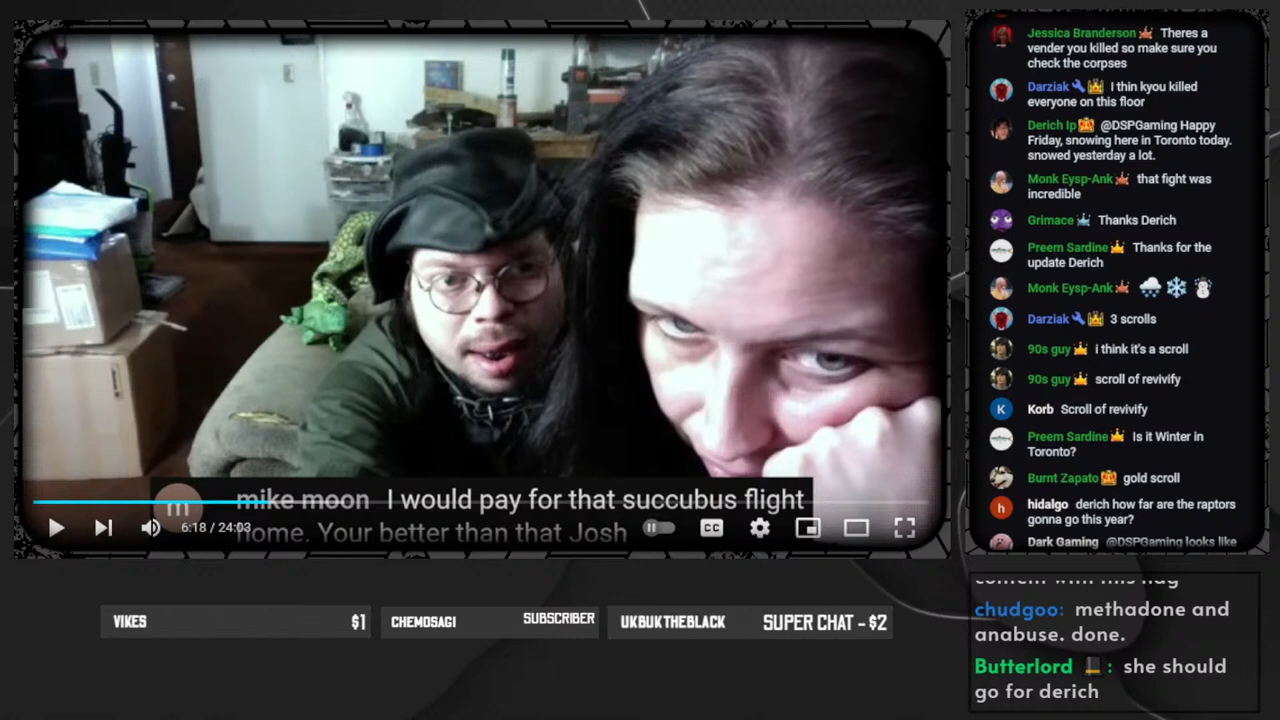 Jessica Branderson Theres a
vender you killed so make sure you
check the corpses
Darziak I thin kyou killed
everyone on this floor
Derich Ip @DSPGaming Happy
Friday, snowing here in Toronto today.
snowed yesterday a lot.
Monk Eysp-Ank that fight was
incredible
Grimace Thanks Derich
Preem Sardine Thanks for the
update Derich
Monk Eysp-Ank
Darziak 3 scrolls
90s guy i think it's a scroll
90s guy scroll of revivify
K Korb Scroll of revivify
Preem Sardine Is it Winter in
Toronto?
Burnt Zapato gold scroll
h hidalgo derich how far are the raptors
gonna go this year?
Dark Gaming @DSPGaming looks like
m mike moon I would pay for that succubus flight
home. Your better than that Josh
6:18 / 24:03
CC
VIKES $1
CHEMOSAGI SUBSCRIBER
UKBUKTHEBLACK SUPER CHAT - $2
content with this hag
chudgoo: methadone and
anabuse. done.
Butterlord : she should
go for derich